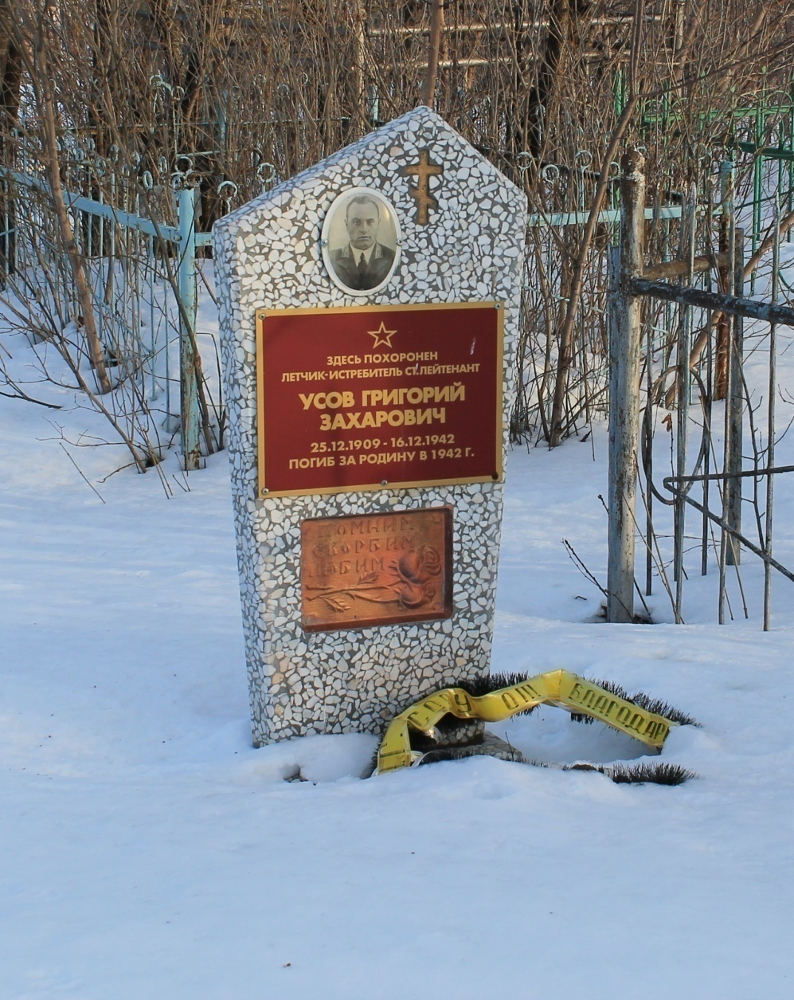 ЗДЕСЬ ПОХОРОНЕН
ЛЕТЧИК-ИСТРЕБИТЕЛЬ СТ.ЛЕЙТЕНАНТ
УСОВ ГРИГОРИЙ
ЗАХАРОВИЧ
25.12.1909 - 16.12.1942
ПОГИБ ЗА РОДИНУ В 1942 Г.
ПОМНИМ
СКОРБИМ
ЛЮБИМ
БЛАГОДАР